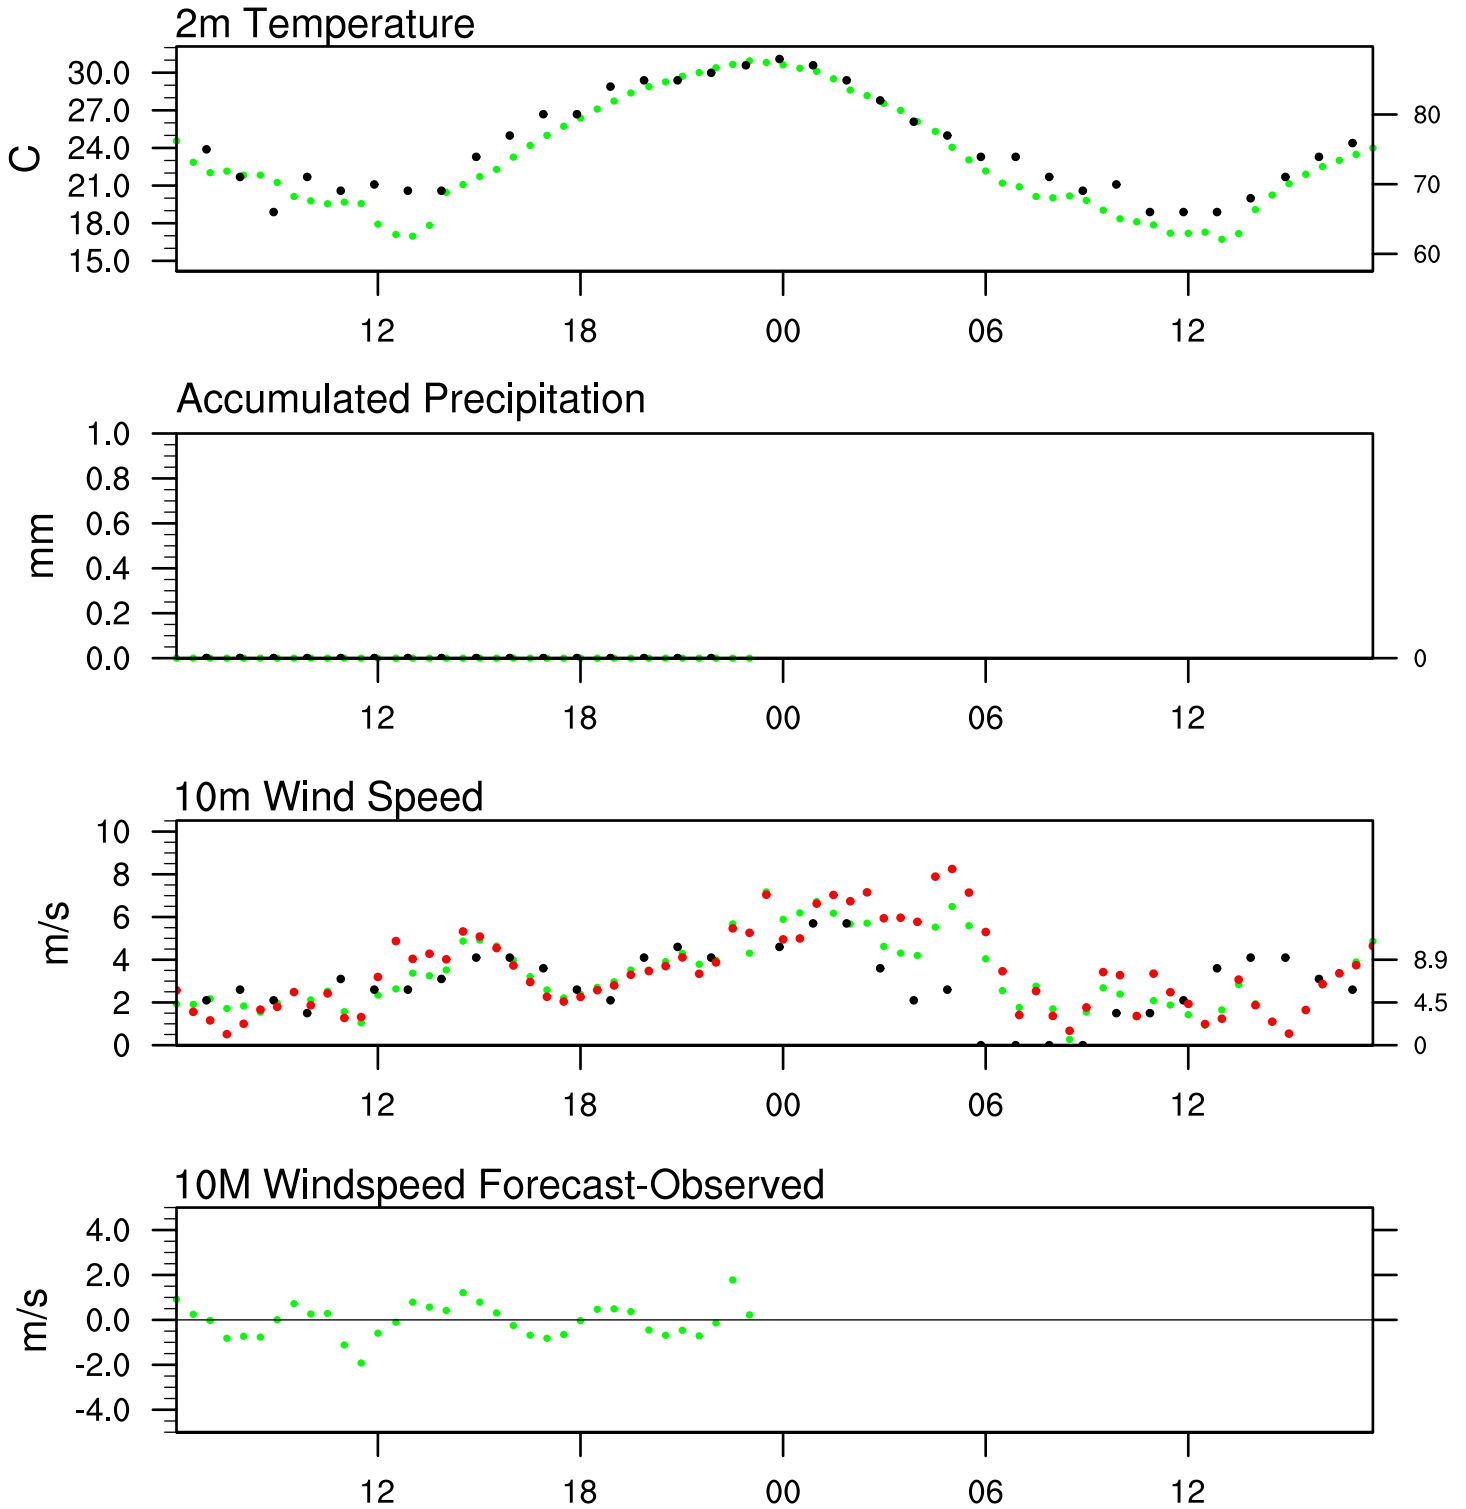 2m Temperature
30.0
27.0
24.0
21.0
18.0
15.0
C
80
70
60
12 18 00 06 12
Accumulated Precipitation
1.0
0.8
0.6
0.4
0.2
0.0
mm
0
12 18 00 06 12
10m Wind Speed
10
8
6
4
2
0
m/s
8.9
4.5
0
12 18 00 06 12
10M Windspeed Forecast-Observed
4.0
2.0
0.0
-2.0
-4.0
m/s
12 18 00 06 12